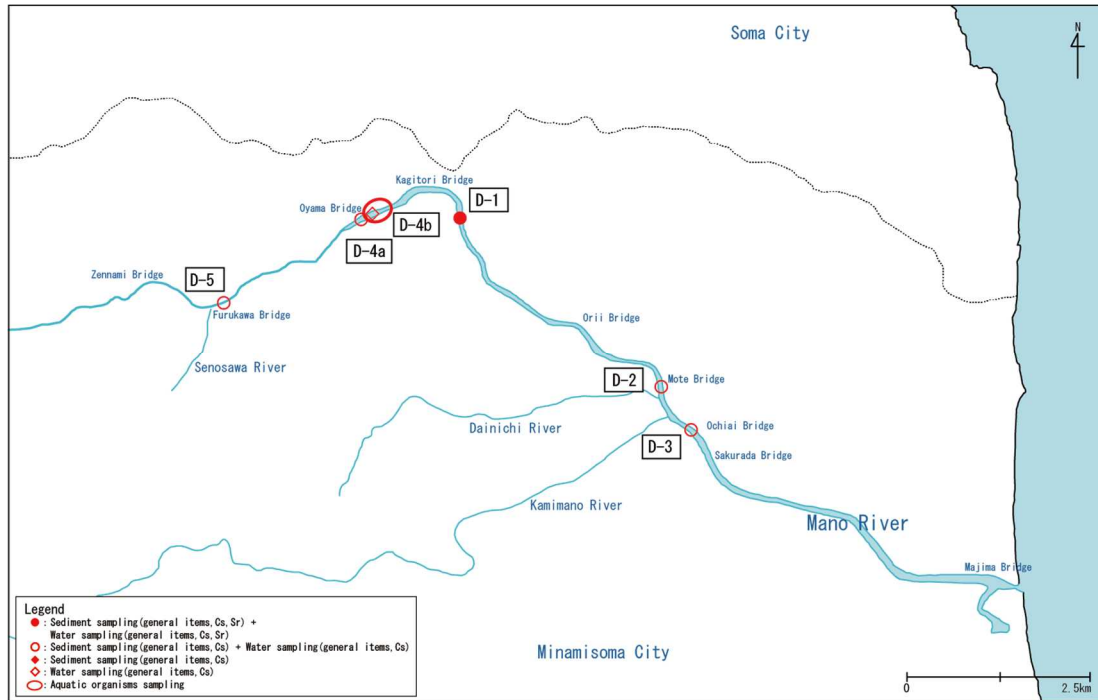 Soma City
N
4
Kagitori Bridge
D-1
Oyama Bridge
D-4b
D-4a
Zennami Bridge
D-5
Furukawa Bridge
Senosawa River
Orii Bridge
D-2
Mote Bridge
Dainichi River
Ochiai Bridge
D-3
Sakurada Bridge
Kamimano River
Mano River
Majima Bridge
Minamisoma City
Legend
: Sediment sampling(general items,Cs,Sr) +
Water sampling(general items,Cs,Sr)
: Sediment sampling(general items,Cs) + Water sampling(general items,Cs)
: Sediment sampling(general items,Cs)
: Water sampling(general items,Cs)
: Aquatic organisms sampling
0 2.5km